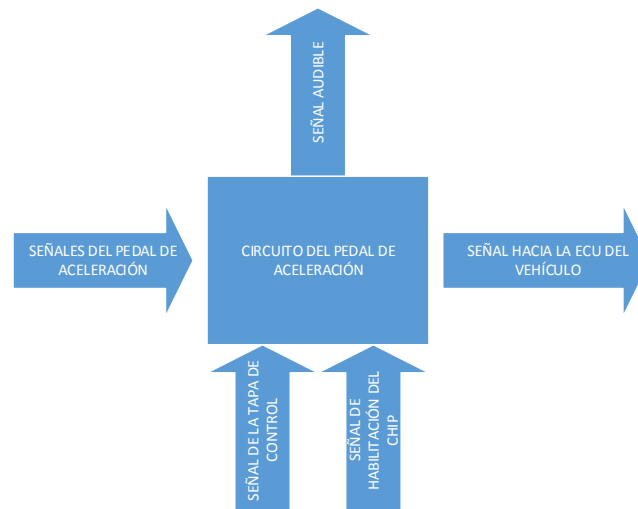 SEÑAL AUDIBLE
SEÑALES DEL PEDAL DE
ACELERACIÓN
CIRCUITO DEL PEDAL DE
ACELERACIÓN
SEÑAL HACIA LA ECU DEL
VEHÍCULO
SEÑAL DE LA TAPA DE
CONTROL
SEÑAL DE
HABILITACIÓN DEL
CHIP